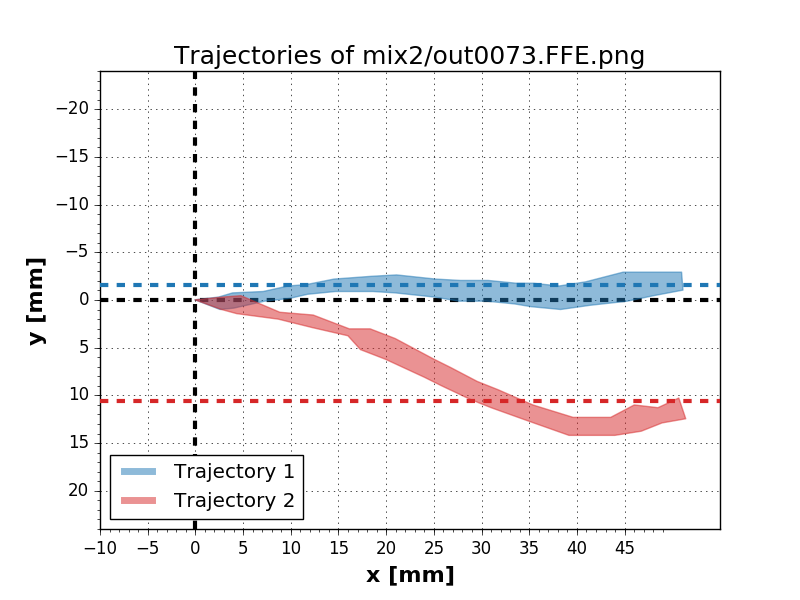 Trajectories of mix2/out0073.FFE.png
−20
−15
−10
−5
0
5
10
15
20
y [mm]
Trajectory 1
Trajectory 2
−10 −5 0 5 10 15 20 25 30 35 40 45
x [mm]